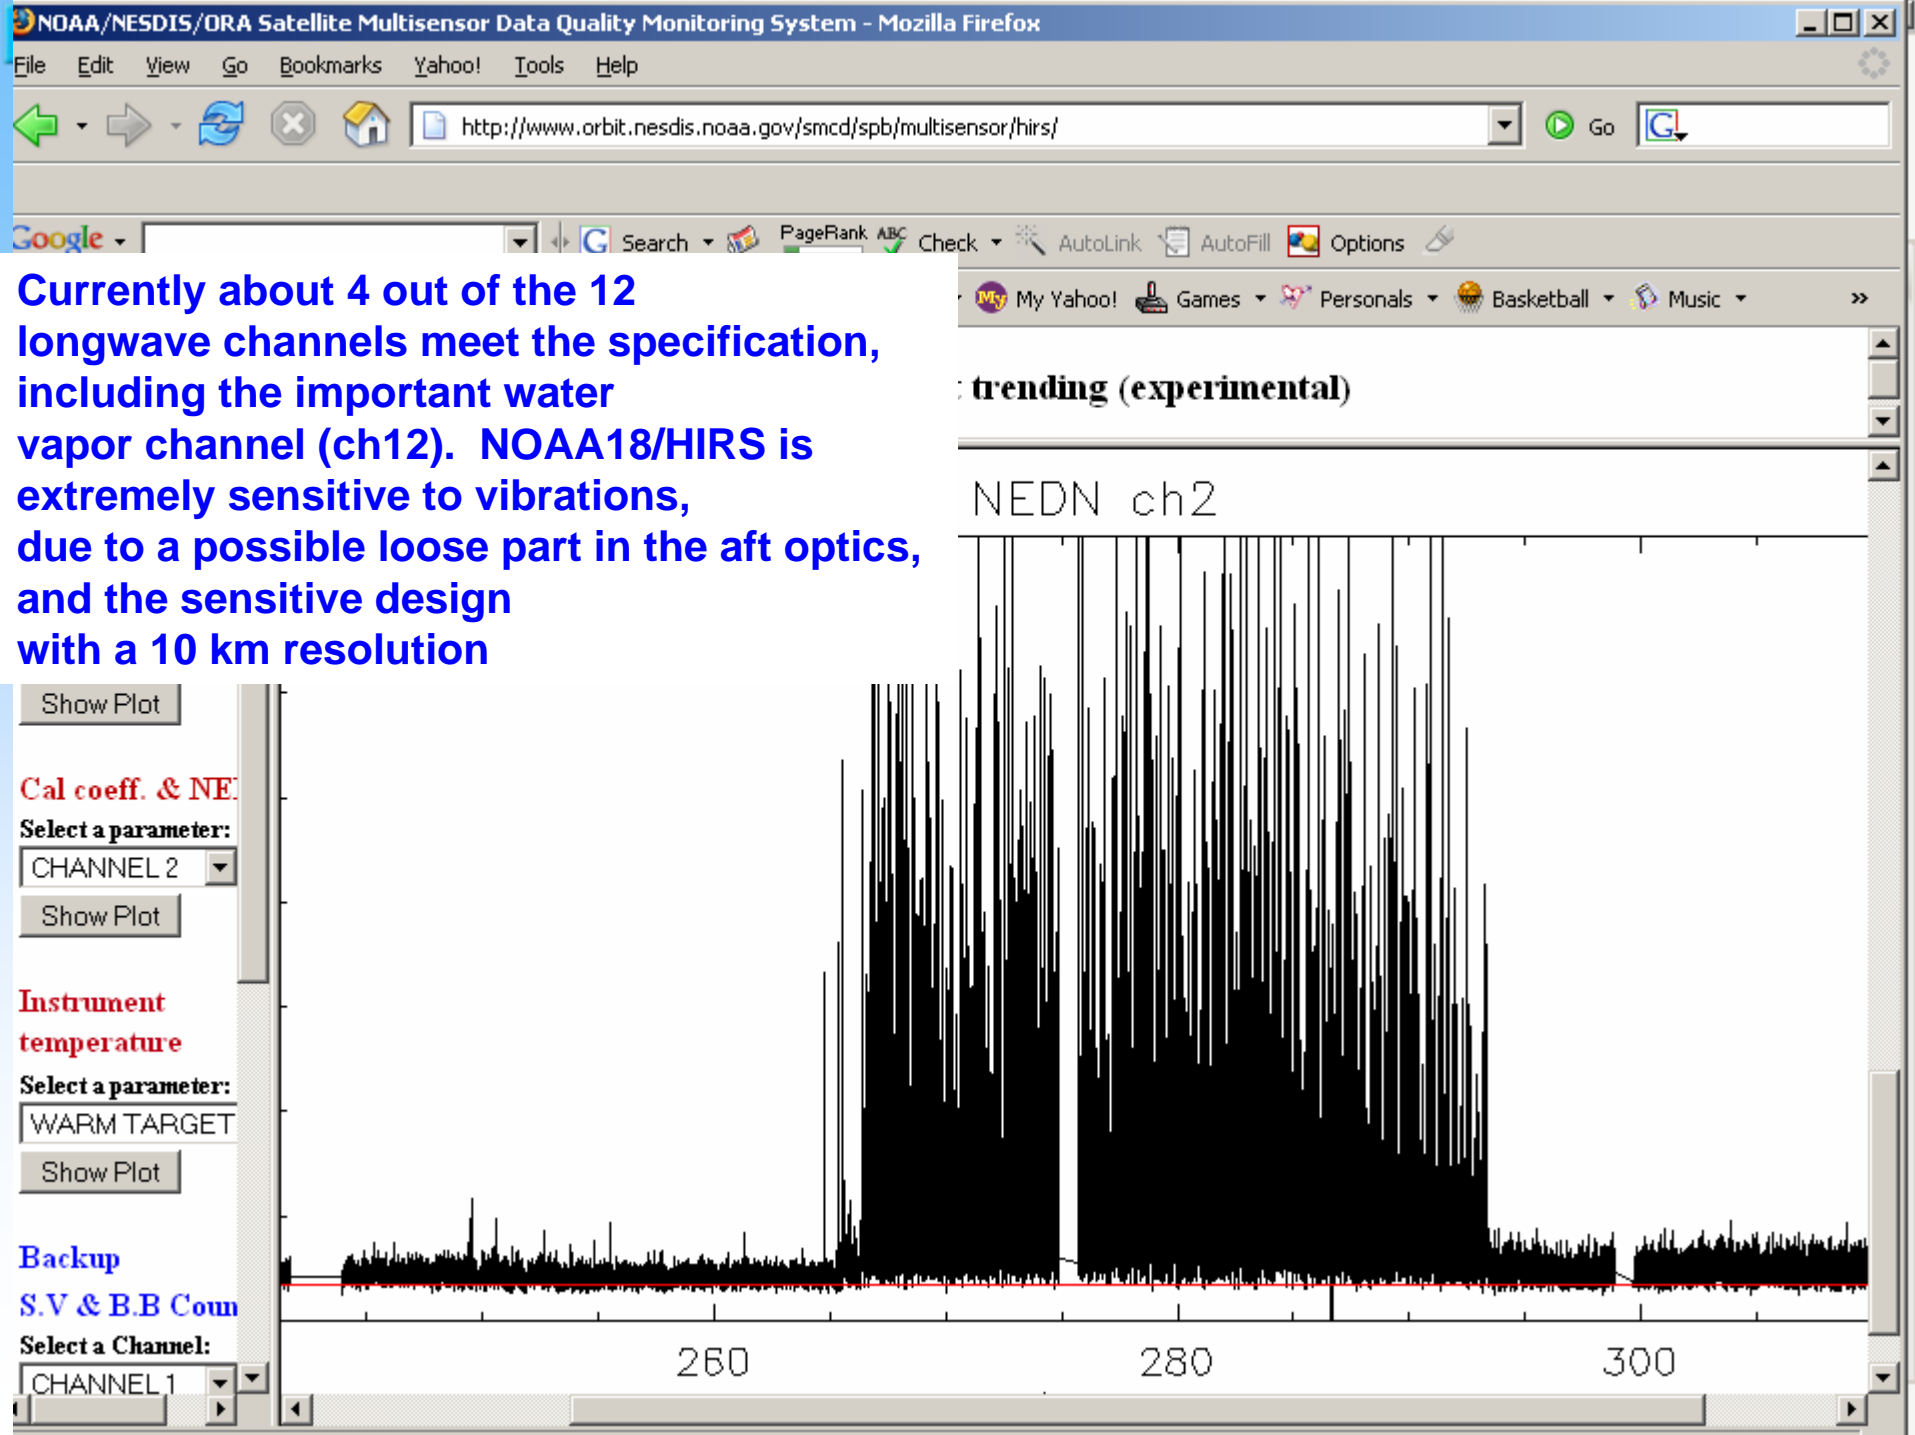 NOAA/NESDIS/ORA Satellite Multisensor Data Quality Monitoring System - Mozilla Firefox
File Edit View Go Bookmarks Yahoo! Tools Help
http://www.orbit.nesdis.noaa.gov/smcd/spb/multisensor/hirs/ Go G
Google G Search PageRank ABC Check AutoLink AutoFill Options
My My Yahoo! Games Personals Basketball Music »
Currently about 4 out of the 12
longwave channels meet the specification,
including the important water
vapor channel (ch12). NOAA18/HIRS is
extremely sensitive to vibrations,
due to a possible loose part in the aft optics,
and the sensitive design
with a 10 km resolution
trending (experimental)
NEDN ch2
Show Plot
Cal coeff. & NE
Select a parameter:
CHANNEL 2
Show Plot
Instrument
temperature
Select a parameter:
WARM TARGET
Show Plot
Backup
S.V & B.B Coun
Select a Channel:
CHANNEL 1
260 280 300